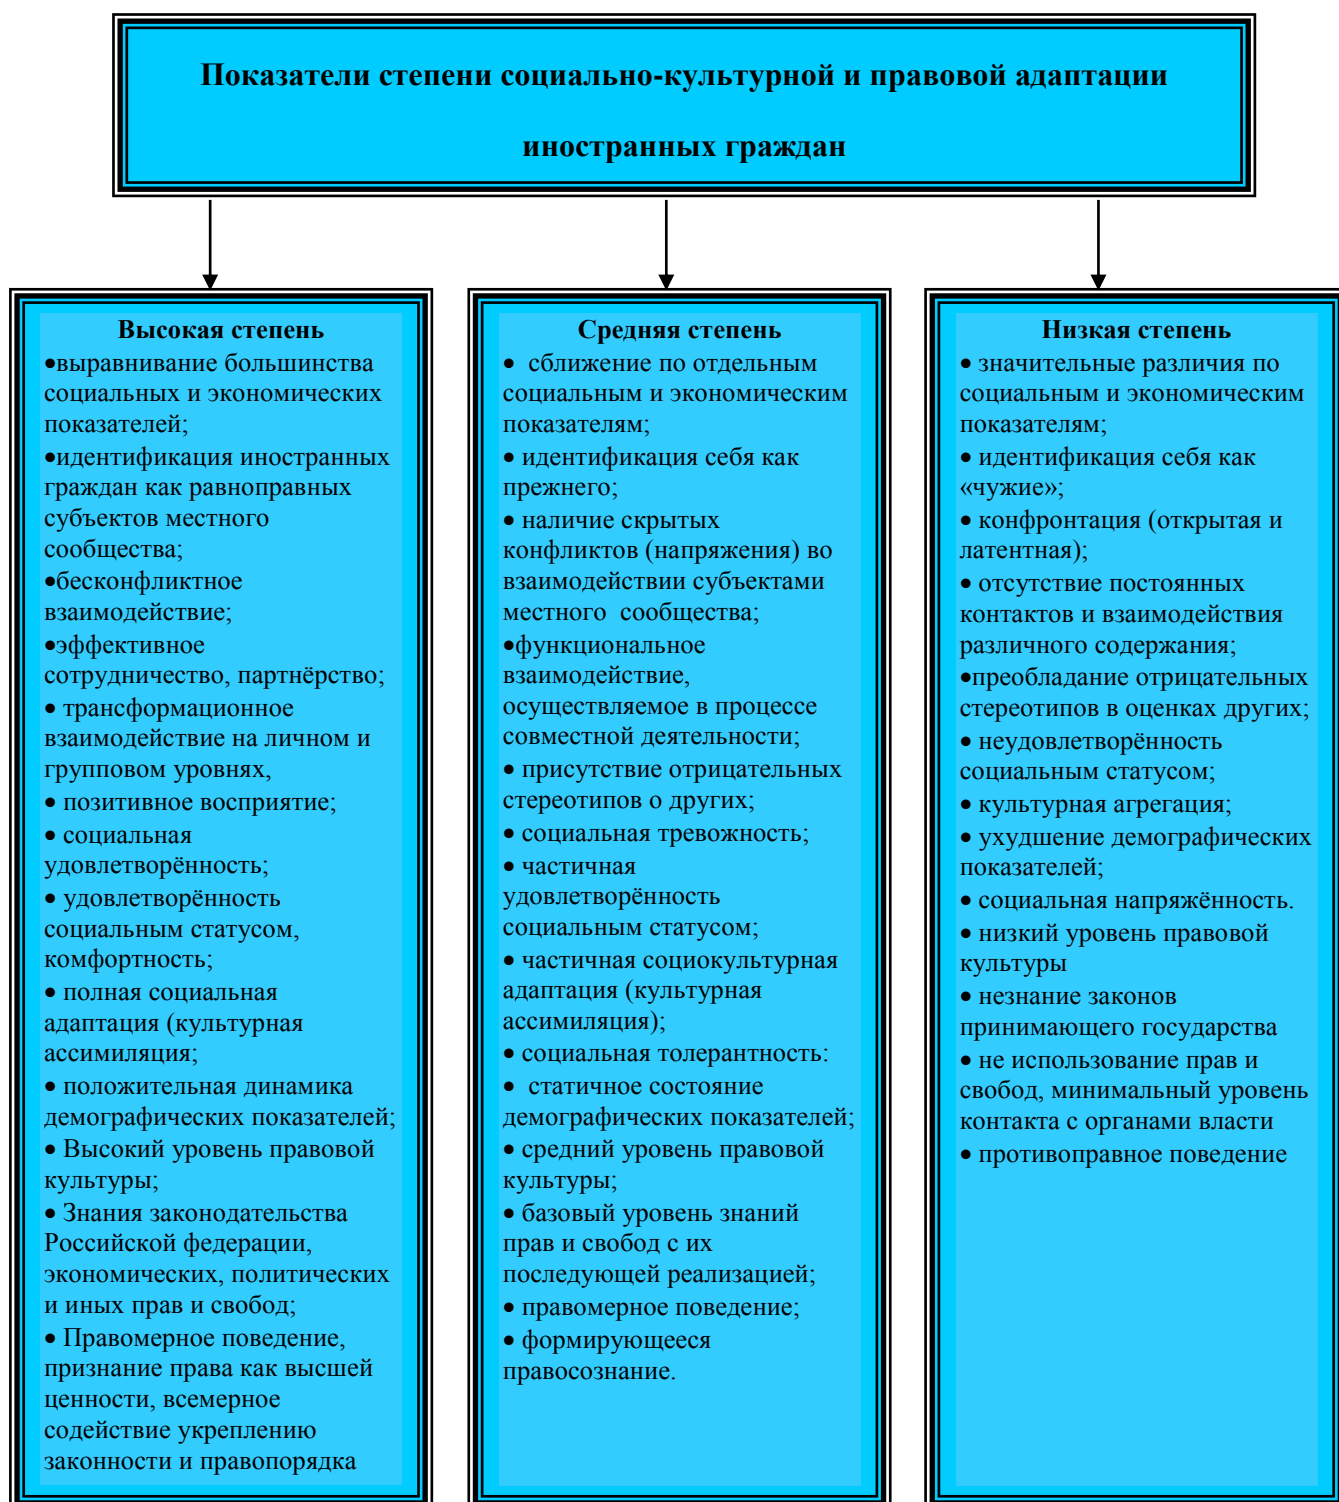 Показатели степени социально-культурной и правовой адаптации
иностранных граждан
Высокая степень
•выравнивание большинства
социальных и экономических
показателей;
•идентификация иностранных
граждан как равноправных
субъектов местного
сообщества;
•бесконфликтное
взаимодействие;
•эффективное
сотрудничество, партнёрство;
• трансформационное
взаимодействие на личном и
групповом уровнях,
• позитивное восприятие;
• социальная
удовлетворённость;
• удовлетворённость
социальным статусом,
комфортность;
• полная социальная
адаптация (культурная
ассимиляция;
• положительная динамика
демографических показателей;
• Высокий уровень правовой
культуры;
• Знания законодательства
Российской федерации,
экономических, политических
и иных прав и свобод;
• Правомерное поведение,
признание права как высшей
ценности, всемерное
содействие укреплению
законности и правопорядка
Средняя степень
• сближение по отдельным
социальным и экономическим
показателям;
• идентификация себя как
прежнего;
• наличие скрытых
конфликтов (напряжения) во
взаимодействии субъектами
местного сообщества;
•функциональное
взаимодействие,
осуществляемое в процессе
совместной деятельности;
• присутствие отрицательных
стереотипов о других;
• социальная тревожность;
• частичная
удовлетворённость
социальным статусом;
• частичная социокультурная
адаптация (культурная
ассимиляция);
• социальная толерантность:
• статичное состояние
демографических показателей;
• средний уровень правовой
культуры;
• базовый уровень знаний
прав и свобод с их
последующей реализацией;
• правомерное поведение;
• формирующееся
правосознание.
Низкая степень
• значительные различия по
социальным и экономическим
показателям;
• идентификация себя как
«чужие»;
• конфронтация (открытая и
латентная);
• отсутствие постоянных
контактов и взаимодействия
различного содержания;
•преобладание отрицательных
стереотипов в оценках других;
• неудовлетворённость
социальным статусом;
• культурная агрегация;
• ухудшение демографических
показателей;
• социальная напряжённость.
• низкий уровень правовой
культуры
• незнание законов
принимающего государства
• не использование прав и
свобод, минимальный уровень
контакта с органами власти
• противоправное поведение